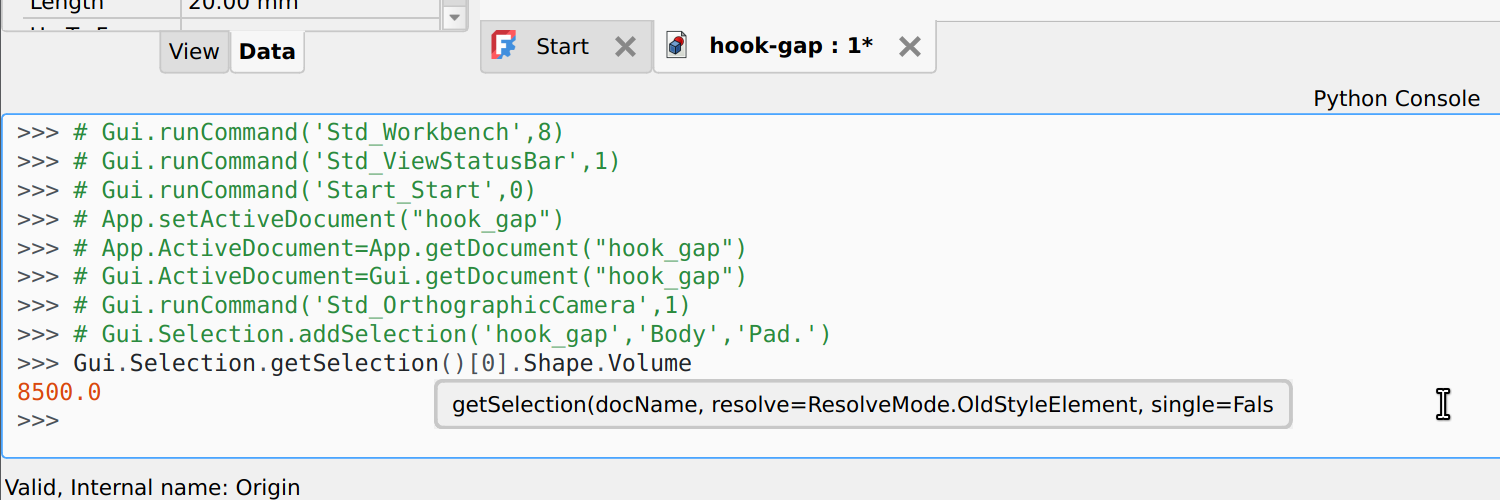 Length 20.00 mm
View Data
Start hook-gap : 1*
Python Console
>>> # Gui.runCommand('Std_Workbench',8)
>>> # Gui.runCommand('Std_ViewStatusBar',1)
>>> # Gui.runCommand('Start_Start',0)
>>> # App.setActiveDocument("hook_gap")
>>> # App.ActiveDocument=App.getDocument("hook_gap")
>>> # Gui.ActiveDocument=Gui.getDocument("hook_gap")
>>> # Gui.runCommand('Std_OrthographicCamera',1)
>>> # Gui.Selection.addSelection('hook_gap','Body','Pad.')
>>> Gui.Selection.getSelection()[0].Shape.Volume
8500.0
getSelection(docName, resolve=ResolveMode.OldStyleElement, single=Fals
>>>
Valid, Internal name: Origin